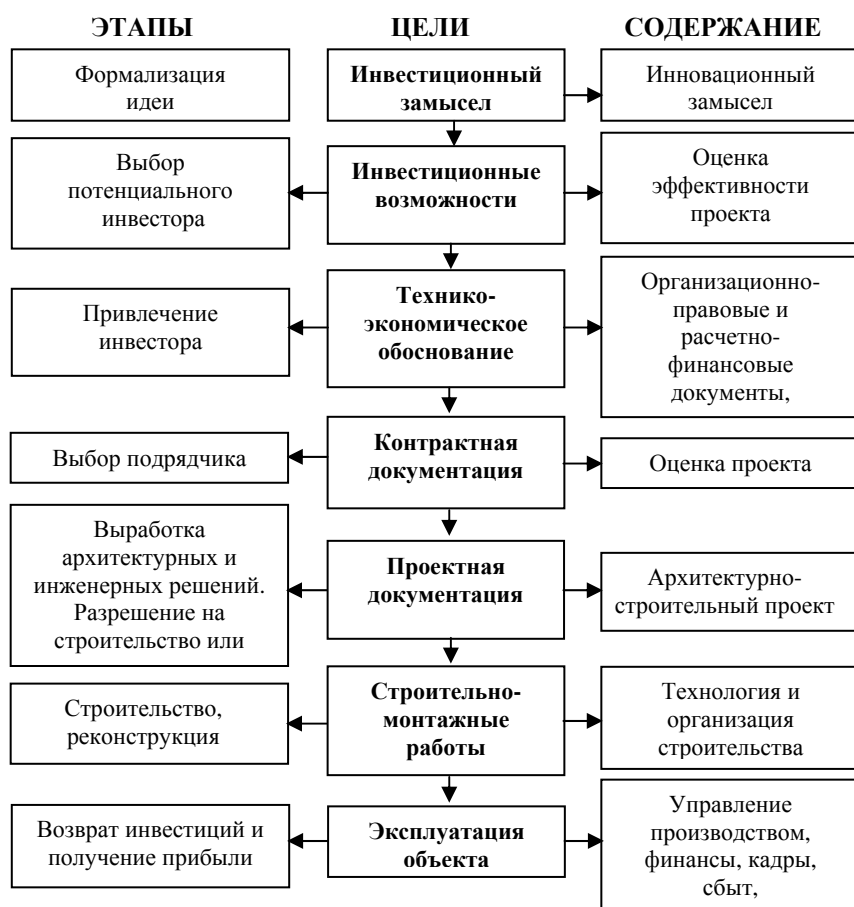 ЭТАПЫ ЦЕЛИ СОДЕРЖАНИЕ
Формализация
идеи
Инвестиционный
замысел
Инновационный
замысел
Выбор
потенциального
инвестора
Инвестиционные
возможности
Оценка
эффективности
проекта
Привлечение
инвестора
Технико-
экономическое
обоснование
Организационно-
правовые и
расчетно-
финансовые
документы,
Выбор подрядчика
Контрактная
документация
Оценка проекта
Выработка
архитектурных и
инженерных решений.
Разрешение на
строительство или
Проектная
документация
Архитектурно-
строительный проект
Строительство,
реконструкция
Строительно-
монтажные
работы
Технология и
организация
строительства
Возврат инвестиций и
получение прибыли
Эксплуатация
объекта
Управление
производством,
финансы, кадры,
сбыт,